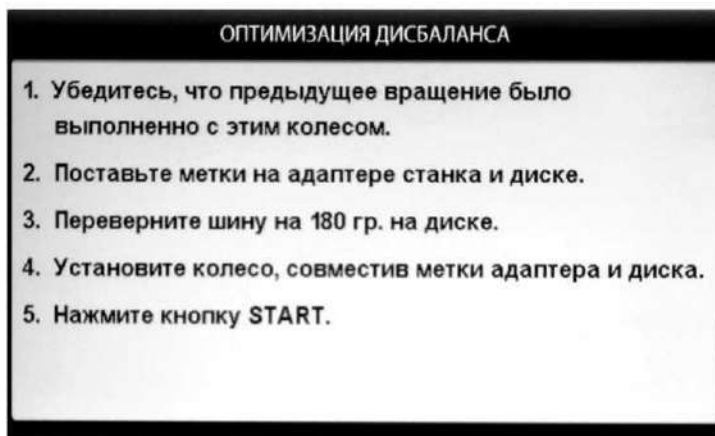 ОПТИМИЗАЦИЯ ДИСБАЛАНСА
1. Убедитесь, что предыдущее вращение было
выполненно с этим колесом.
2. Поставьте метки на адаптере станка и диске.
3. Переверните шину на 180 гр. на диске.
4. Установите колесо, совместив метки адаптера и диска.
5. Нажмите кнопку START.